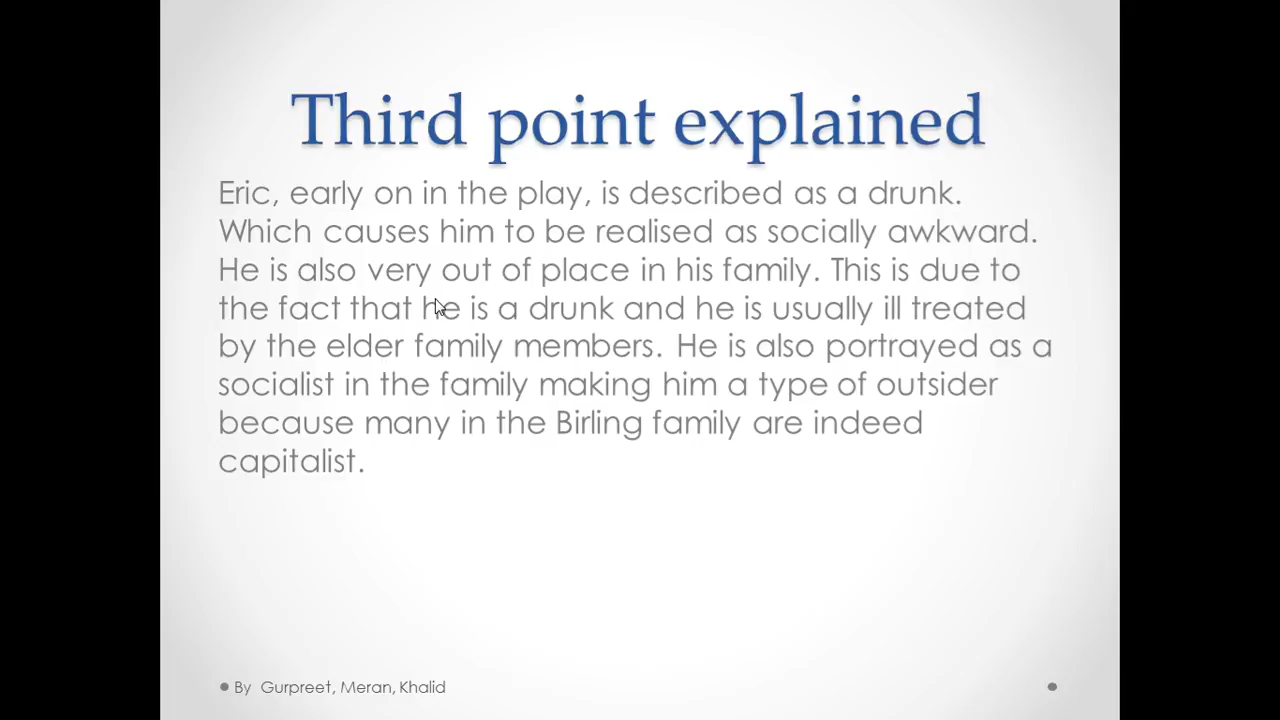 Third point explained
Eric, early on in the play, is described as a drunk.
Which causes him to be realised as socially awkward.
He is also very out of place in his family. This is due to
the fact that he is a drunk and he is usually ill treated
by the elder family members. He is also portrayed as a
socialist in the family making him a type of outsider
because many in the Birling family are indeed
capitalist.
By Gurpreet, Meran, Khalid